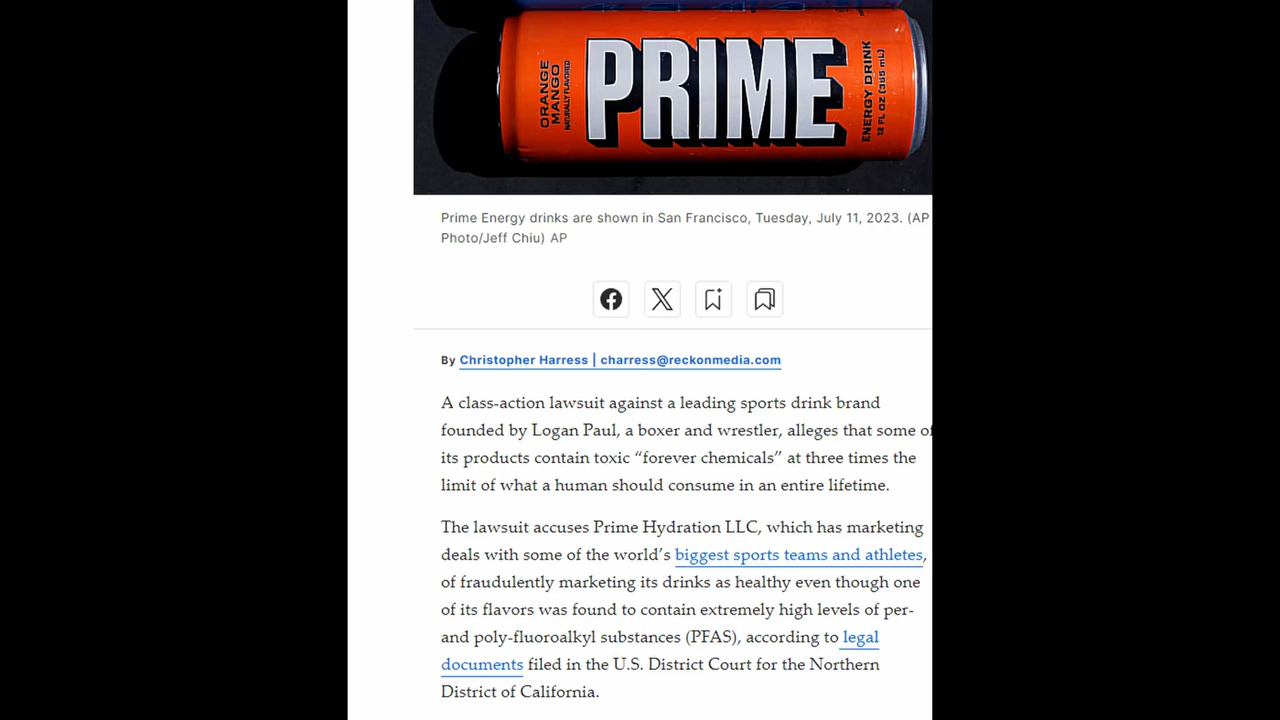 ORANGE
MANGO
NATURALLY FLAVORED
PRIME
ENERGY DRINK
12 FL OZ (355 mL)
Prime Energy drinks are shown in San Francisco, Tuesday, July 11, 2023. (AP
Photo/Jeff Chiu) AP
By Christopher Harress | charress@reckonmedia.com
A class-action lawsuit against a leading sports drink brand
founded by Logan Paul, a boxer and wrestler, alleges that some of
its products contain toxic “forever chemicals” at three times the
limit of what a human should consume in an entire lifetime.
The lawsuit accuses Prime Hydration LLC, which has marketing
deals with some of the world’s biggest sports teams and athletes,
of fraudulently marketing its drinks as healthy even though one
of its flavors was found to contain extremely high levels of per-
and poly-fluoroalkyl substances (PFAS), according to legal
documents filed in the U.S. District Court for the Northern
District of California.